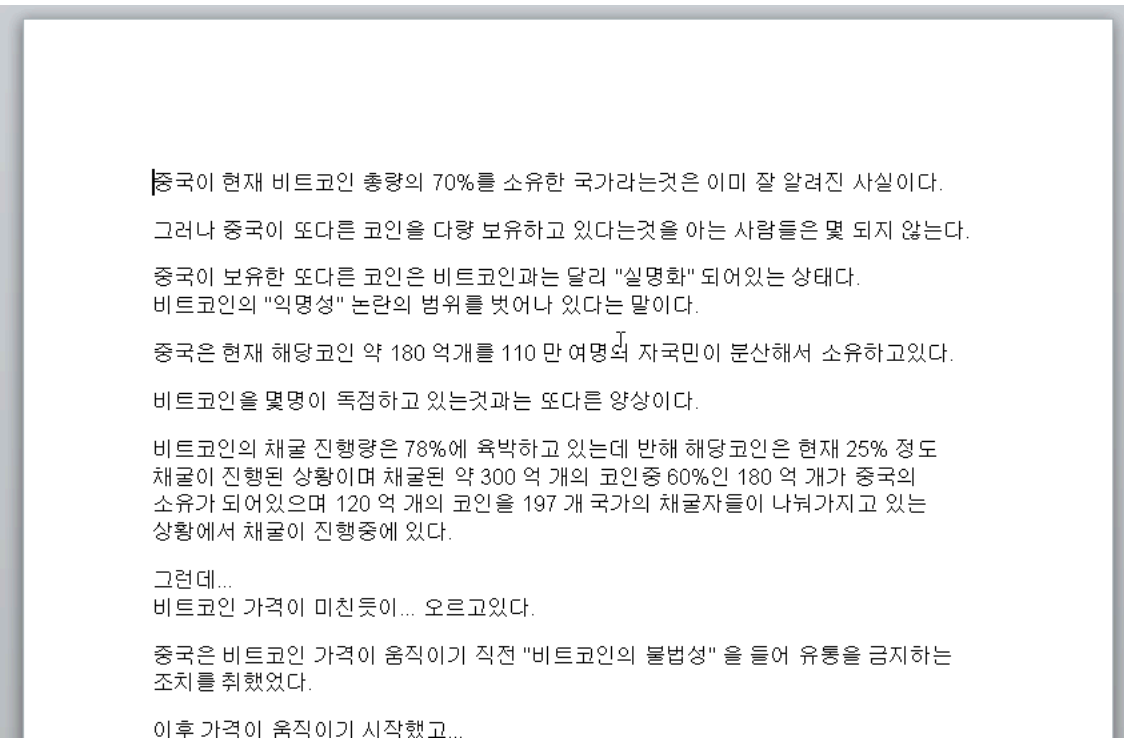 중국이 현재 비트코인 총량의 70%를 소유한 국가라는것은 이미 잘 알려진 사실이다.
그러나 중국이 또다른 코인을 다량 보유하고 있다는것을 아는 사람들은 몇 되지 않는다.
중국이 보유한 또다른 코인은 비트코인과는 달리 "실명화" 되어있는 상태다.
비트코인의 "익명성" 논란의 범위를 벗어나 있다는 말이다.
중국은 현재 해당코인 약 180 억개를 110 만 여명의 자국민이 분산해서 소유하고있다.
비트코인을 몇명이 독점하고 있는것과는 또다른 양상이다.
비트코인의 채굴 진행량은 78%에 육박하고 있는데 반해 해당코인은 현재 25% 정도
채굴이 진행된 상황이며 채굴된 약 300 억 개의 코인중 60%인 180 억 개가 중국의
소유가 되어있으며 120 억 개의 코인을 197 개 국가의 채굴자들이 나눠가지고 있는
상황에서 채굴이 진행중에 있다.
그런데...
비트코인 가격이 미친듯이... 오르고있다.
중국은 비트코인 가격이 움직이기 직전 "비트코인의 불법성" 을 들어 유통을 금지하는
조치를 취했었다.
이후 가격이 움직이기 시작했고...